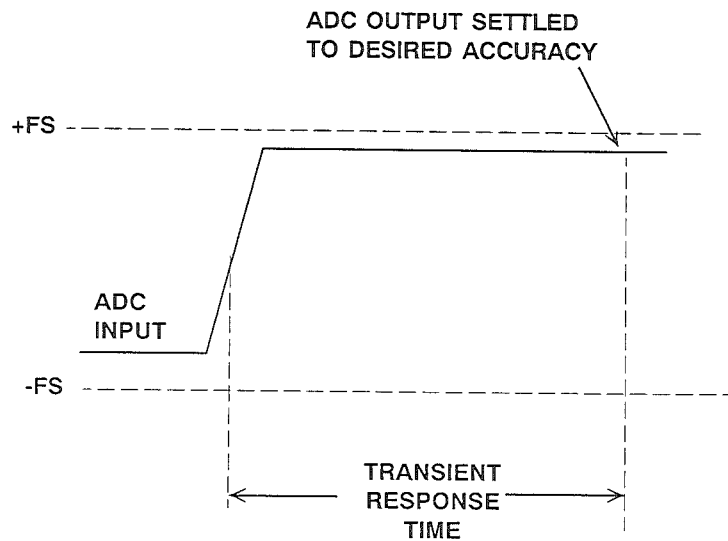 ADC OUTPUT SETTLED
TO DESIRED ACCURACY
+FS
ADC
INPUT
-FS
TRANSIENT
RESPONSE
TIME